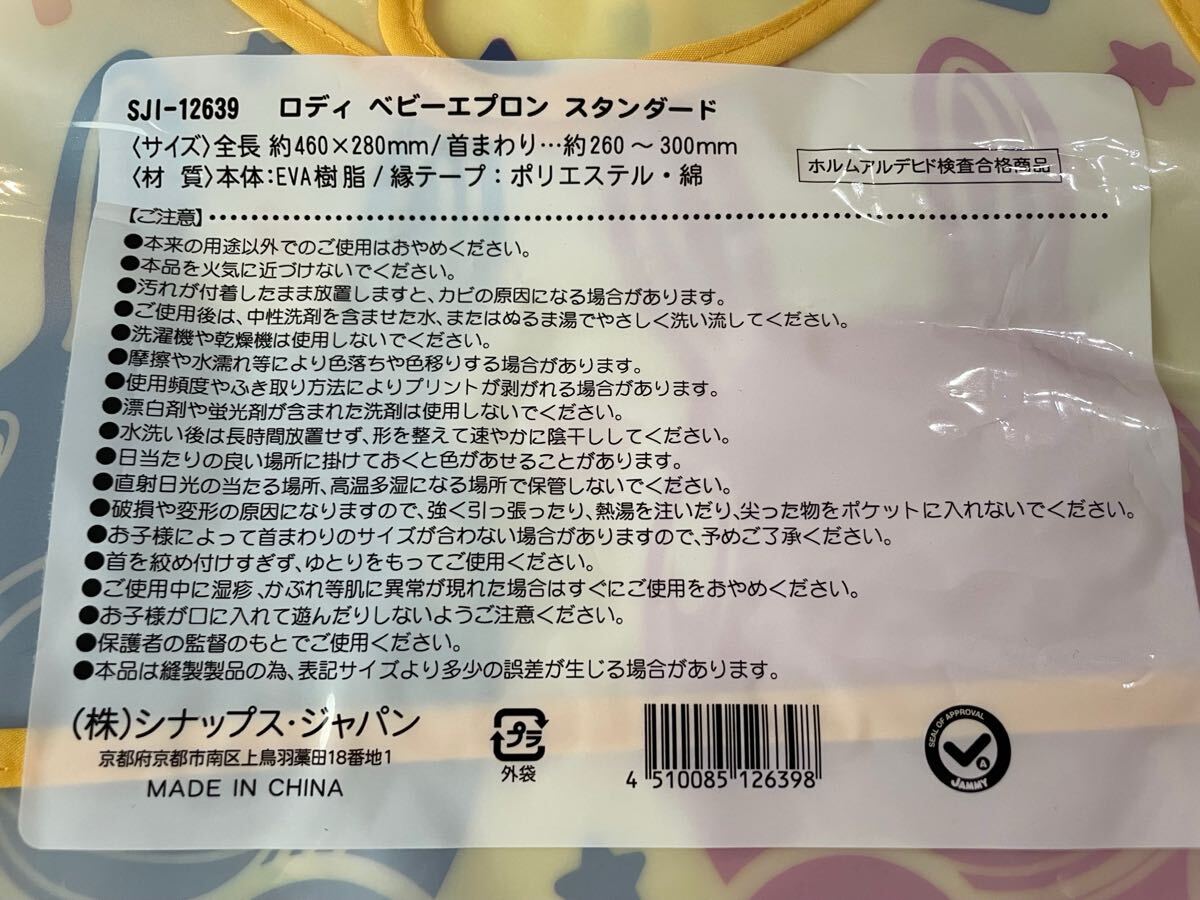 SJI-12639 ロディ ベビーエプロン スタンダード
〈サイズ〉全長 約460×280mm/首まわり…約260〜300mm
〈材 質〉本体:EVA樹脂/縁テープ:ポリエステル・綿
ホルムアルデヒド検査合格商品
【ご注意】
●本来の用途以外でのご使用はおやめください。
●本品を火気に近づけないでください。
●汚れが付着したまま放置しますと、カビの原因になる場合があります。
●ご使用後は、中性洗剤を含ませた水、またはぬるま湯でやさしく洗い流してください。
●洗濯機や乾燥機は使用しないでください。
●摩擦や水濡れ等により色落ちや色移りする場合があります。
●使用頻度やふき取り方法によりプリントが剥がれる場合があります。
●漂白剤や蛍光剤が含まれた洗剤は使用しないでください。
●水洗い後は長時間放置せず、形を整えて速やかに陰干ししてください。
●日当たりの良い場所に掛けておくと色があせることがあります。
●直射日光の当たる場所、高温多湿になる場所で保管しないでください。
●破損や変形の原因になりますので、強く引っ張ったり、熱湯を注いだり、尖った物をポケットに入れないでください。
●お子様によって首まわりのサイズが合わない場合がありますので、予めご了承ください。
●首を絞め付けすぎず、ゆとりをもってご使用ください。
●ご使用中に湿疹、かぶれ等肌に異常が現れた場合はすぐにご使用をおやめください。
●お子様が口に入れて遊んだりしないようご注意ください。
●保護者の監督のもとでご使用ください。
●本品は縫製製品の為、表記サイズより多少の誤差が生じる場合があります。
(株)シナップス・ジャパン
京都府京都市南区上鳥羽藁田18番地1
MADE IN CHINA
プラ
外袋
4 510085 126398
SEAL OF APPROVAL
A
JAMMY